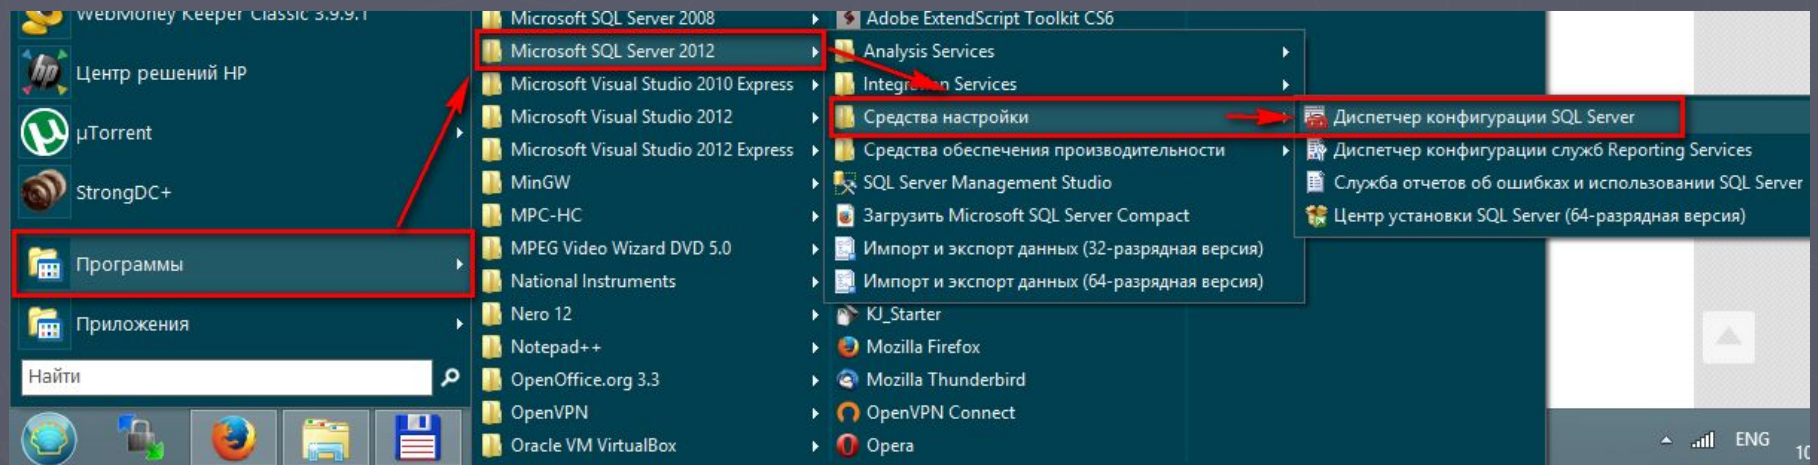 WebMoney Keeper Classic 3.9.9.1
Центр решений HP
µTorrent
StrongDC+
Программы
Приложения
Найти
Microsoft SQL Server 2008
Microsoft SQL Server 2012
Microsoft Visual Studio 2010 Express
Microsoft Visual Studio 2012
Microsoft Visual Studio 2012 Express
MinGW
MPC-HC
MPEG Video Wizard DVD 5.0
National Instruments
Nero 12
Notepad++
OpenOffice.org 3.3
OpenVPN
Oracle VM VirtualBox
Adobe ExtendScript Toolkit CS6
Analysis Services
Integration Services
Средства настройки
Средства обеспечения производительности
SQL Server Management Studio
Загрузить Microsoft SQL Server Compact
Импорт и экспорт данных (32-разрядная версия)
Импорт и экспорт данных (64-разрядная версия)
KJ_Starter
Mozilla Firefox
Mozilla Thunderbird
OpenVPN Connect
Opera
Диспетчер конфигурации SQL Server
Диспетчер конфигурации служб Reporting Services
Служба отчетов об ошибках и использовании SQL Server
Центр установки SQL Server (64-разрядная версия)
ENG